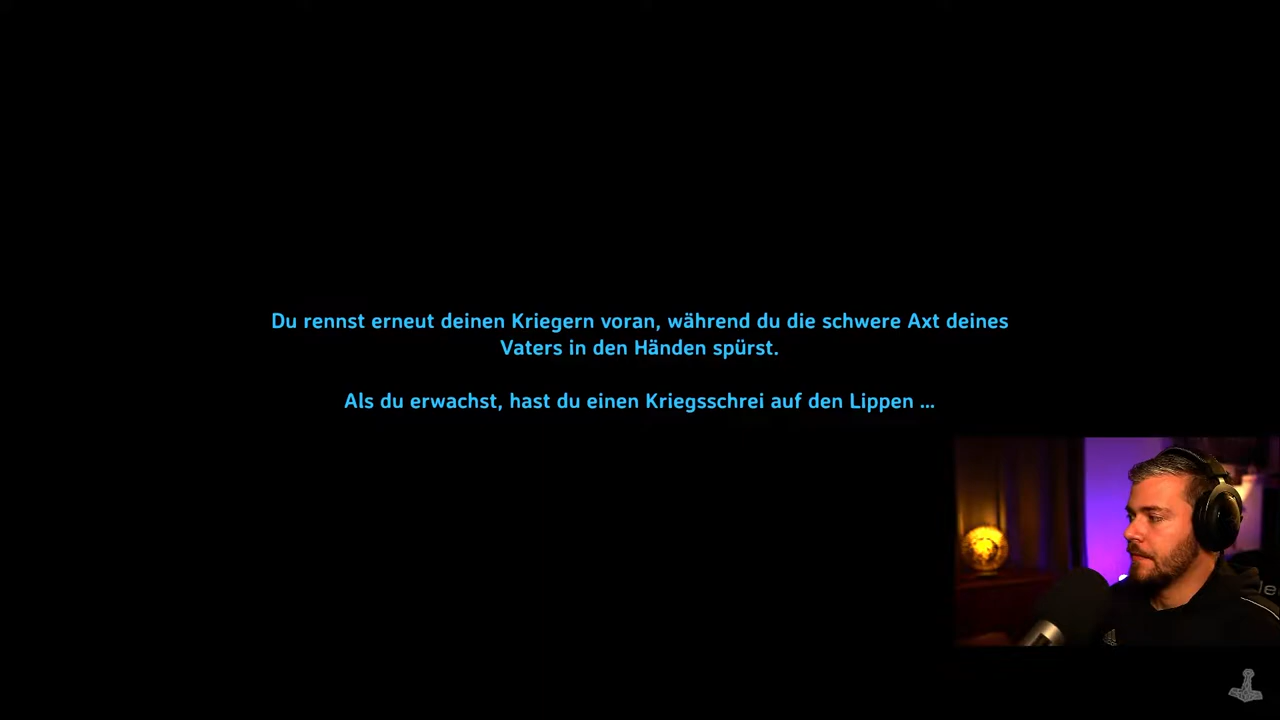 Du rennst erneut deinen Kriegern voran, während du die schwere Axt deines
Vaters in den Händen spürst.
Als du erwachst, hast du einen Kriegsschrei auf den Lippen ...